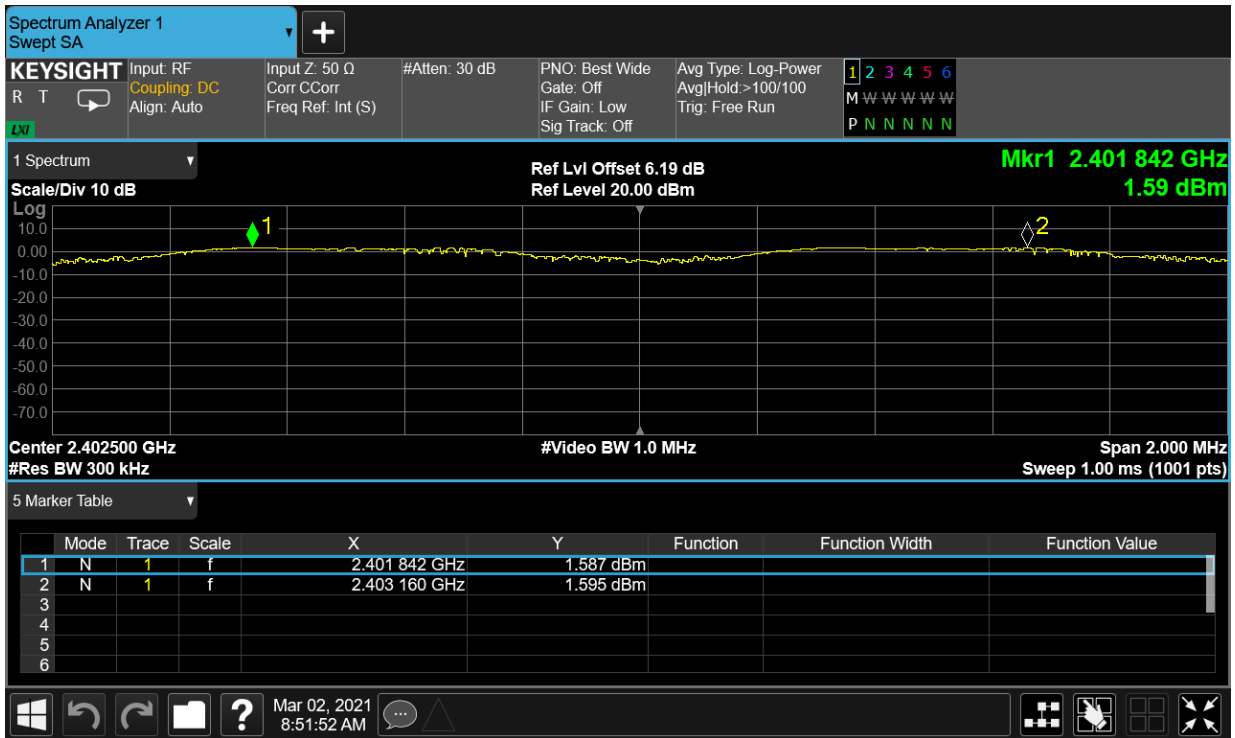 Spectrum Analyzer 1
Swept SA
+
KEYSIGHT
R T
LXI
Input: RF
Coupling: DC
Align: Auto
Input Z: 50 Ω
Corr CCorr
Freq Ref: Int (S)
#Atten: 30 dB
PNO: Best Wide
Gate: Off
IF Gain: Low
Sig Track: Off
Avg Type: Log-Power
Avg|Hold:>100/100
Trig: Free Run
1 2 3 4 5 6
M W W W W W
P N N N N N
1 Spectrum
Scale/Div 10 dB
Ref Lvl Offset 6.19 dB
Ref Level 20.00 dBm
Mkr1 2.401 842 GHz
1.59 dBm
Log
10.0
0.00
-10.0
-20.0
-30.0
-40.0
-50.0
-60.0
-70.0
1
2
Center 2.402500 GHz
#Res BW 300 kHz
#Video BW 1.0 MHz
Span 2.000 MHz
Sweep 1.00 ms (1001 pts)
5 Marker Table
Mode Trace Scale X Y Function Function Width Function Value
1 N 1 f 2.401 842 GHz 1.587 dBm
2 N 1 f 2.403 160 GHz 1.595 dBm
3
4
5
6
?
Mar 02, 2021
8:51:52 AM